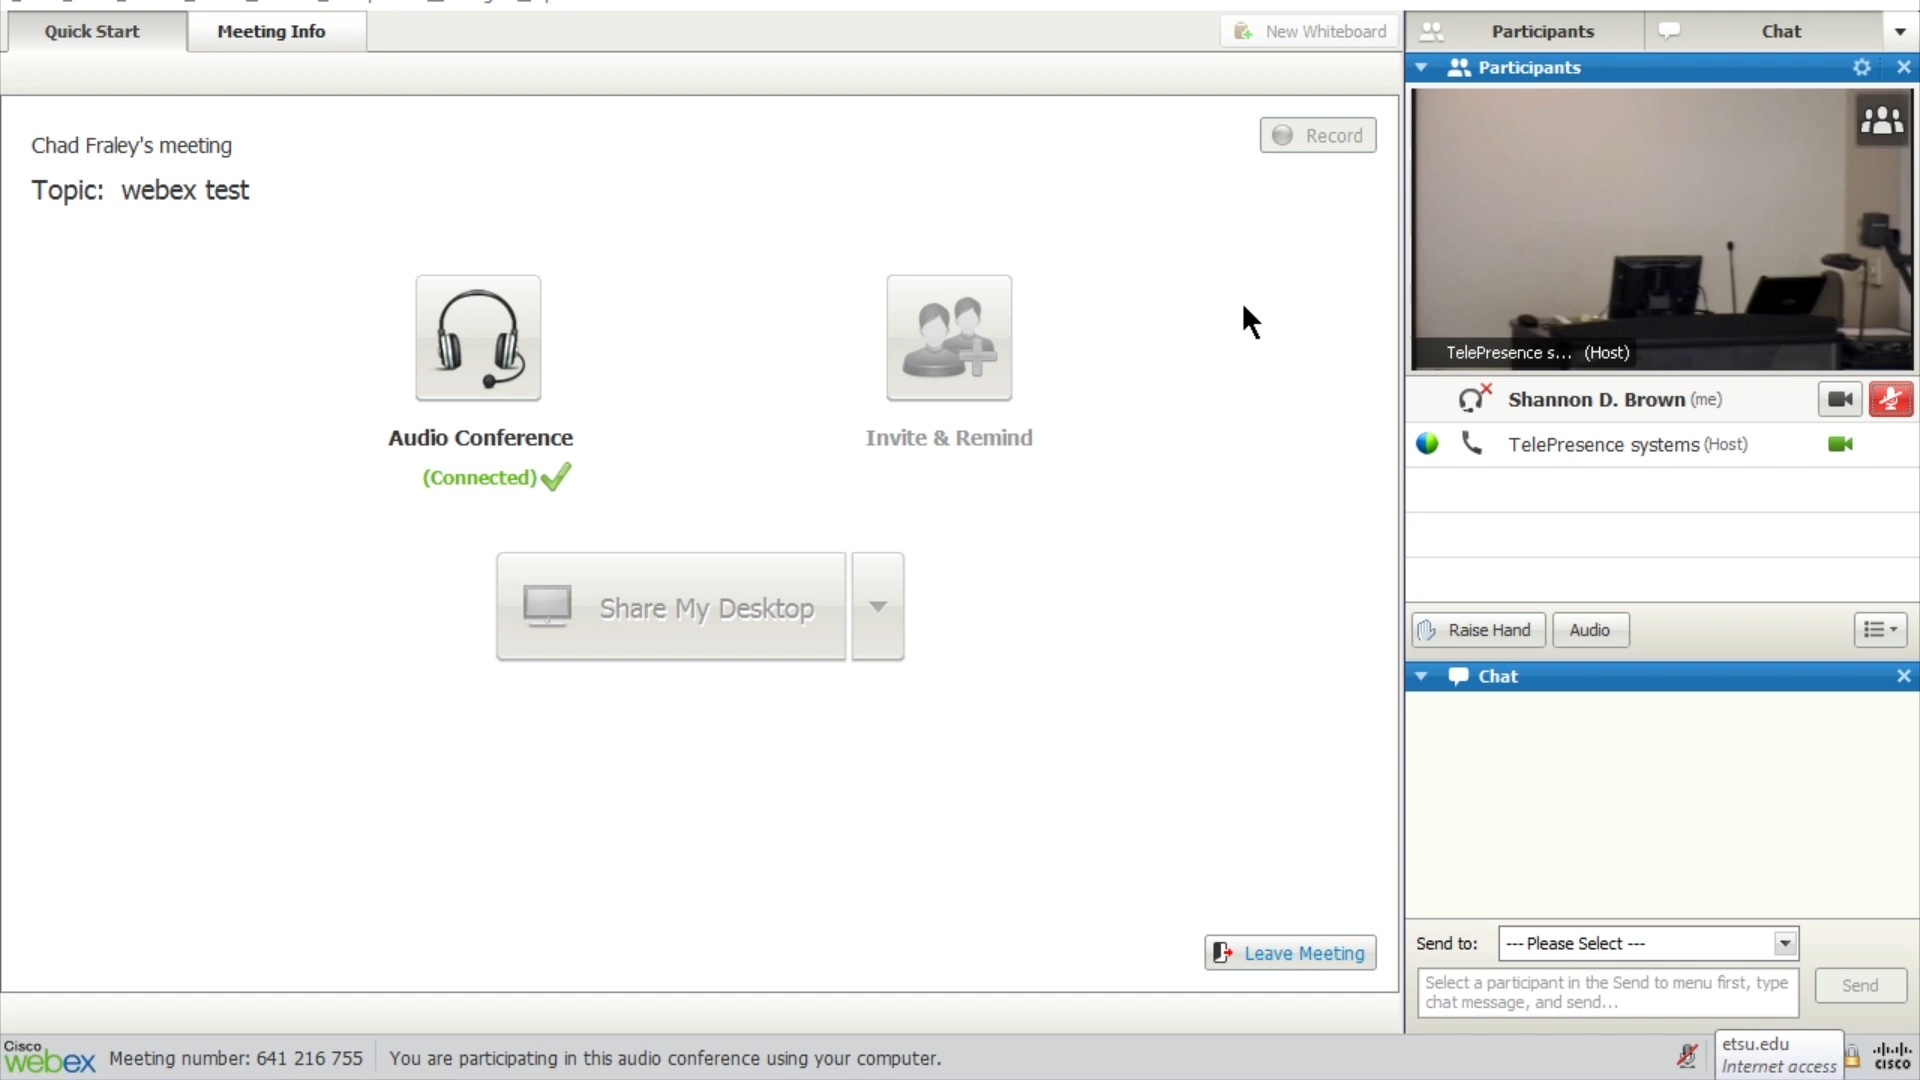 Quick Start
Meeting Info
New Whiteboard
Participants
Chat
Participants
Chad Fraley's meeting
Record
Topic: webex test
TelePresence s... (Host)
Shannon D. Brown (me)
TelePresence systems (Host)
Audio Conference
(Connected)
Invite & Remind
Share My Desktop
Raise Hand
Audio
Chat
Leave Meeting
Send to:
--- Please Select ---
Select a participant in the Send to menu first, type
chat message, and send...
Send
Cisco
webex
Meeting number: 641 216 755
You are participating in this audio conference using your computer.
etsu.edu
Internet access
CISCO